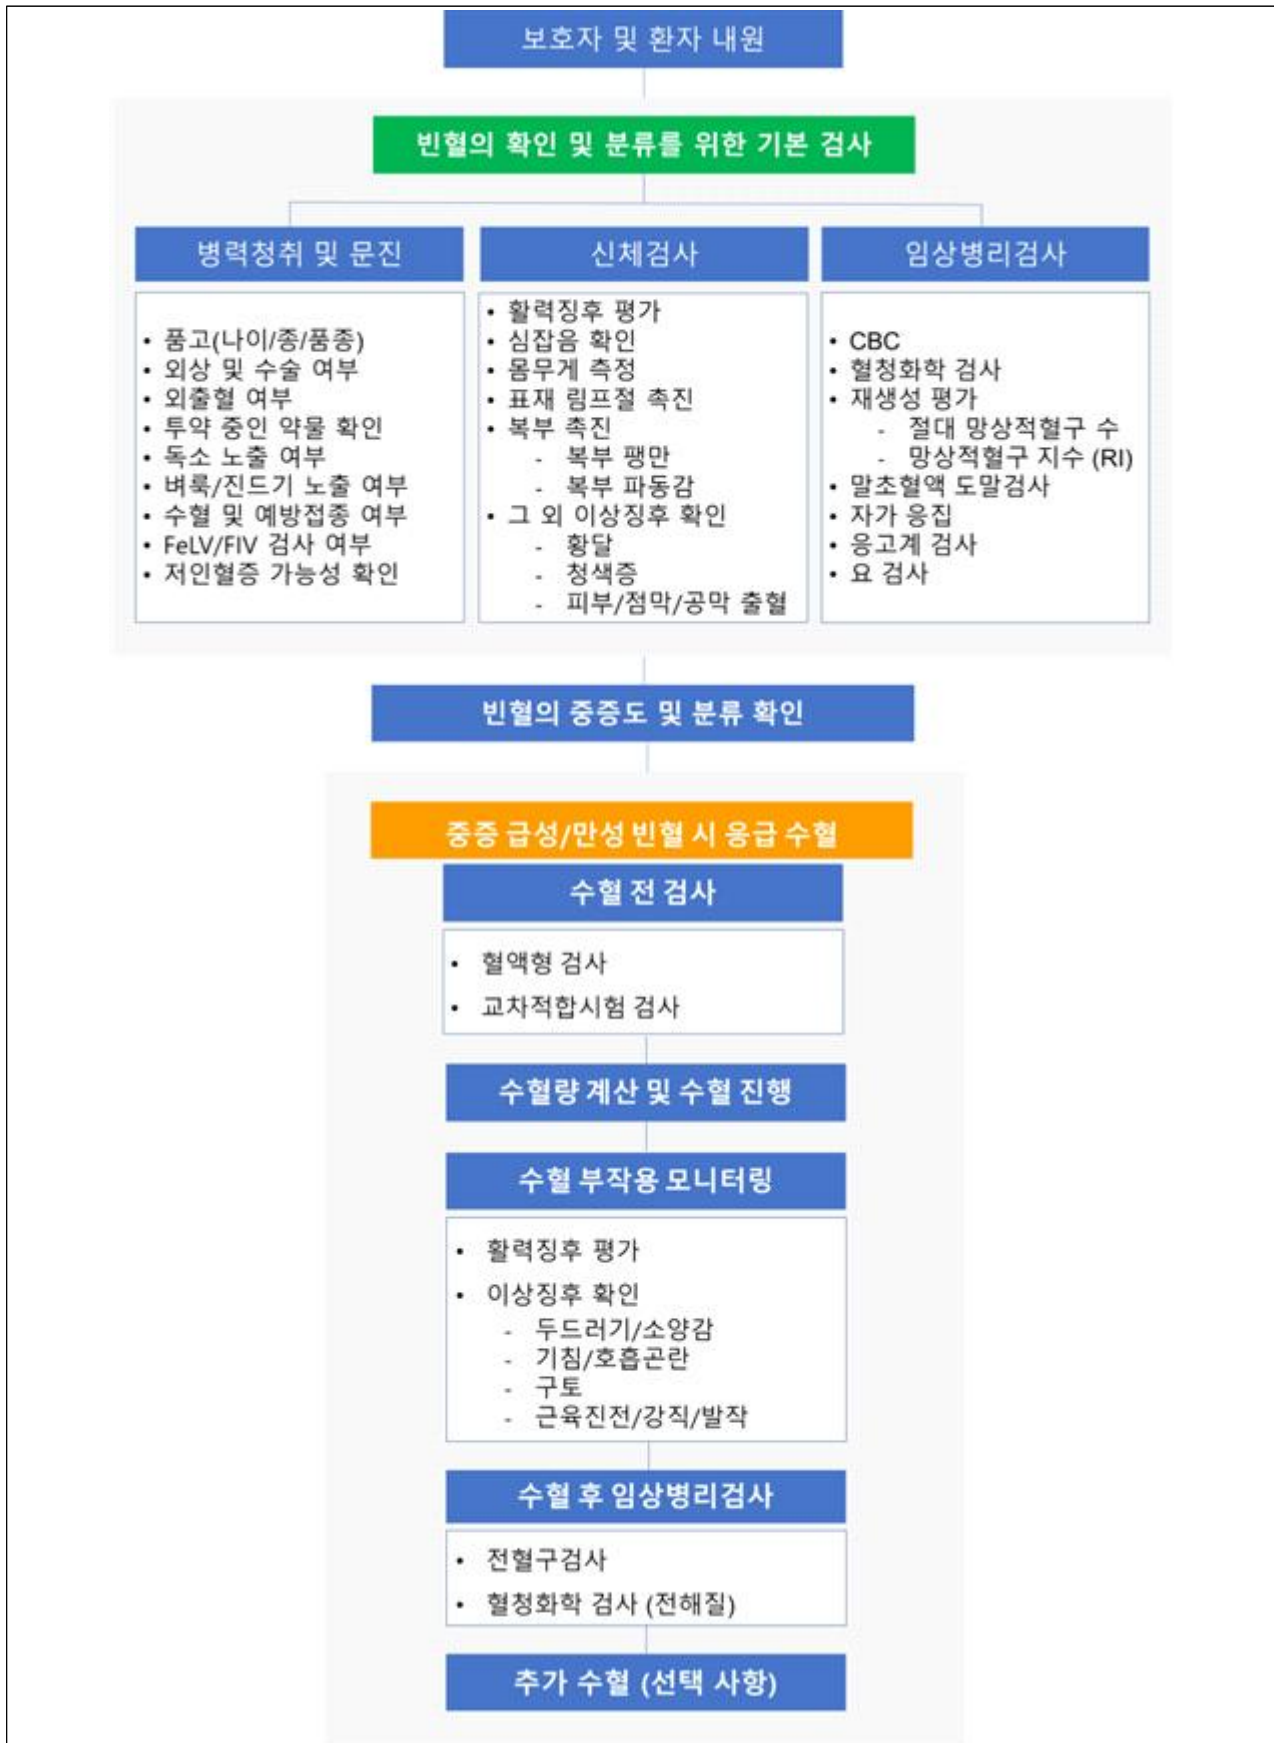 보호자 및 환자 내원
빈혈의 확인 및 분류를 위한 기본 검사
병력청취 및 문진
• 품고(나이/종/품종)
• 외상 및 수술 여부
• 외출혈 여부
• 투약 중인 약물 확인
• 독소 노출 여부
• 벼룩/진드기 노출 여부
• 수혈 및 예방접종 여부
• FeLV/FIV 검사 여부
• 저인혈증 가능성 확인
신체검사
• 활력징후 평가
• 심잡음 확인
• 몸무게 측정
• 표재 림프절 촉진
• 복부 촉진
- 복부 팽만
- 복부 파동감
• 그 외 이상징후 확인
- 황달
- 청색증
- 피부/점막/공막 출혈
임상병리검사
• CBC
• 혈청화학 검사
• 재생성 평가
- 절대 망상적혈구 수
- 망상적혈구 지수 (RI)
• 말초혈액 도말검사
• 자가 응집
• 응고계 검사
• 요 검사
빈혈의 중증도 및 분류 확인
중증 급성/만성 빈혈 시 응급 수혈
수혈 전 검사
• 혈액형 검사
• 교차적합시험 검사
수혈량 계산 및 수혈 진행
수혈 부작용 모니터링
• 활력징후 평가
• 이상징후 확인
- 두드러기/소양감
- 기침/호흡곤란
- 구토
- 근육진전/강직/발작
수혈 후 임상병리검사
• 전혈구검사
• 혈청화학 검사 (전해질)
추가 수혈 (선택 사항)